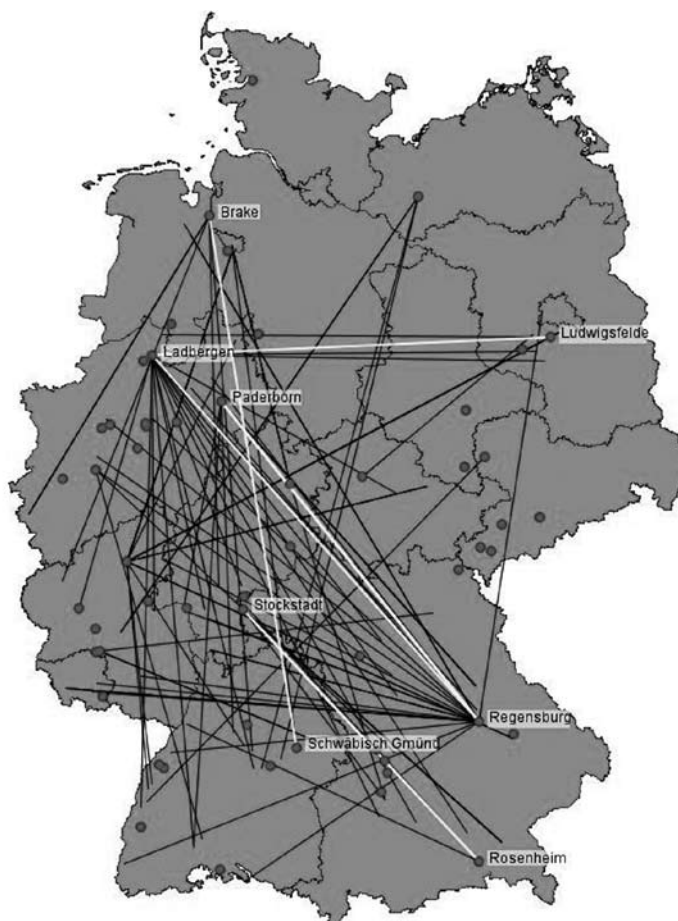 Brake
Ludwigsfelde
Ladbergen
Paderborn
Stockstadt
Regensburg
Schwäbisch Gmünd
Rosenheim